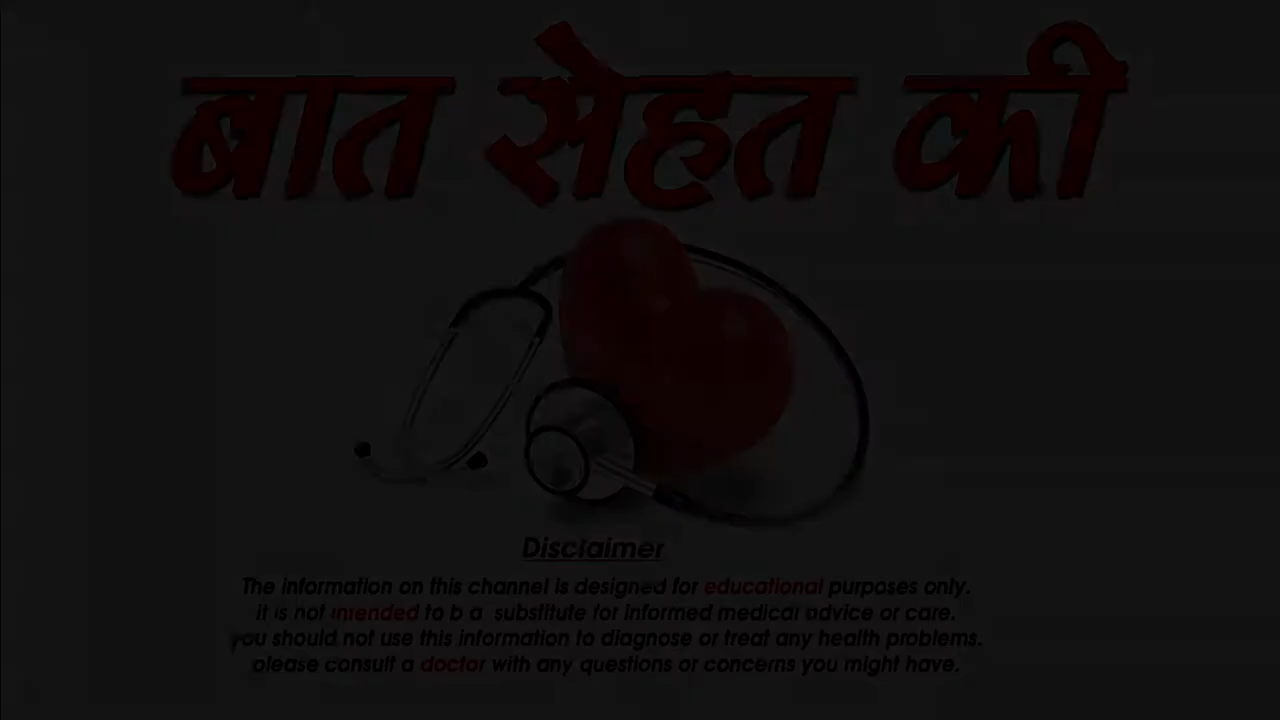 बात सेहत की
Disclaimer
The information on this channel is designed for educational purposes only.
it is not intended to b a substitute for informed medical advice or care.
you should not use this information to diagnose or treat any health problems.
please consult a doctor with any questions or concerns you might have.